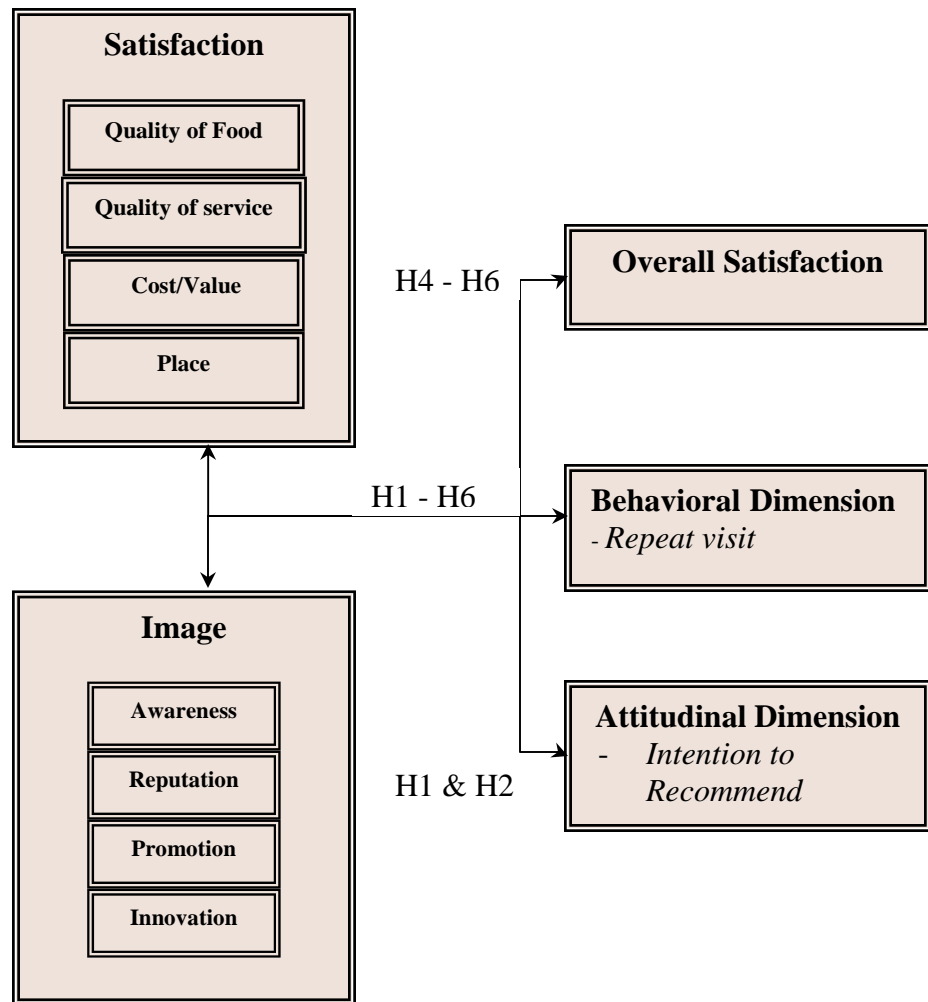 Satisfaction
Quality of Food
Quality of service
Cost/Value
Place
H4 - H6
Overall Satisfaction
H1 - H6
Behavioral Dimension
- Repeat visit
Image
Awareness
Reputation
Promotion
Innovation
H1 & H2
Attitudinal Dimension
- Intention to
Recommend